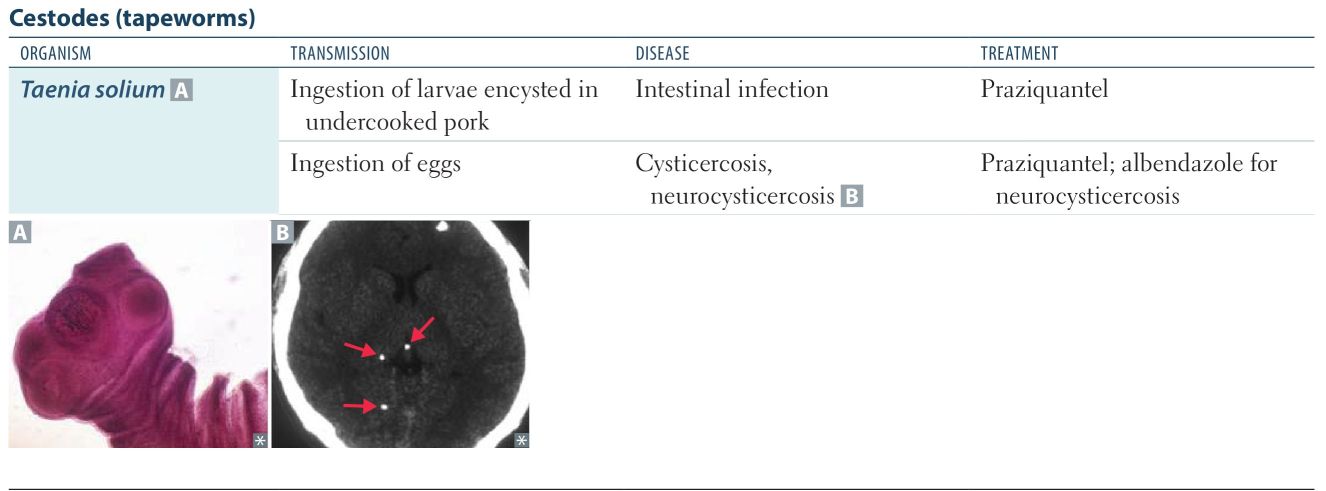 Cestodes (tapeworms)
ORGANISM TRANSMISSION DISEASE TREATMENT
Taenia solium A Ingestion of larvae encysted in Intestinal infection Praziquantel
undercooked pork
Ingestion of eggs Cysticercosis, Praziquantel; albendazole for
neurocysticercosis B neurocysticercosis
A B
* *